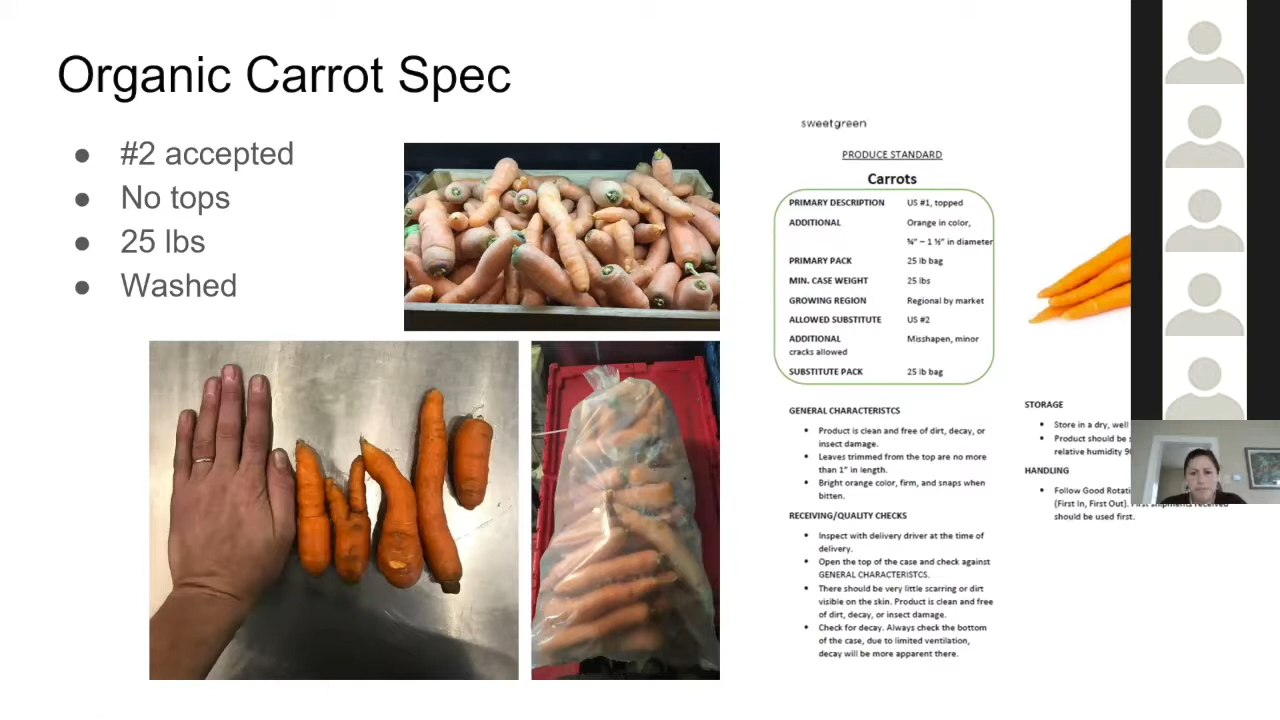 Organic Carrot Spec
● #2 accepted
● No tops
● 25 lbs
● Washed
sweetgreen
PRODUCE STANDARD
Carrots
PRIMARY DESCRIPTION US #1, topped
ADDITIONAL Orange in color,
¾” – 1 ½” in diameter
PRIMARY PACK 25 lb bag
MIN. CASE WEIGHT 25 lbs
GROWING REGION Regional by market
ALLOWED SUBSTITUTE US #2
ADDITIONAL Misshapen, minor
cracks allowed
SUBSTITUTE PACK 25 lb bag
GENERAL CHARACTERISTCS
• Product is clean and free of dirt, decay, or
insect damage.
• Leaves trimmed from the top are no more
than 1” in length.
• Bright orange color, firm, and snaps when
bitten.
RECEIVING/QUALITY CHECKS
• Inspect with delivery driver at the time of
delivery.
• Open the top of the case and check against
GENERAL CHARACTERISTCS.
• There should be very little scarring or dirt
visible on the skin. Product is clean and free
of dirt, decay, or insect damage.
• Check for decay. Always check the bottom
of the case, due to limited ventilation,
decay will be more apparent there.
STORAGE
• Store in a dry, well
• Product should be
relative humidity
HANDLING
• Follow Good
(First In, First Out). First shipments received
should be used first.